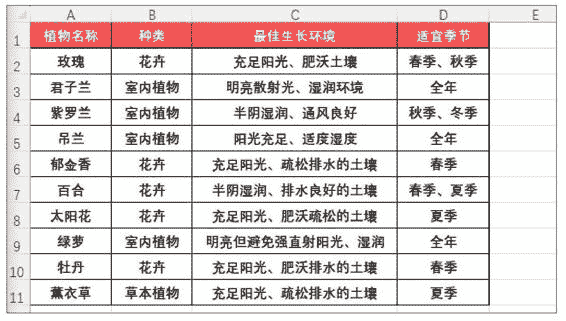 A B C D E
1 植物名称 种类 最佳生长环境 适宜季节
2 玫瑰 花卉 充足阳光、肥沃土壤 春季、秋季
3 君子兰 室内植物 明亮散射光、湿润环境 全年
4 紫罗兰 室内植物 半阴湿润、通风良好 秋季、冬季
5 吊兰 室内植物 阳光充足、适度湿度 全年
6 郁金香 花卉 充足阳光、疏松排水的土壤 春季
7 百合 花卉 半阴湿润、排水良好的土壤 春季、夏季
8 太阳花 花卉 充足阳光、肥沃疏松的土壤 夏季
9 绿萝 室内植物 明亮但避免强直射阳光、湿润 全年
10 牡丹 花卉 充足阳光、肥沃排水的土壤 春季
11 薰衣草 草本植物 充足阳光、疏松排水的土壤 夏季